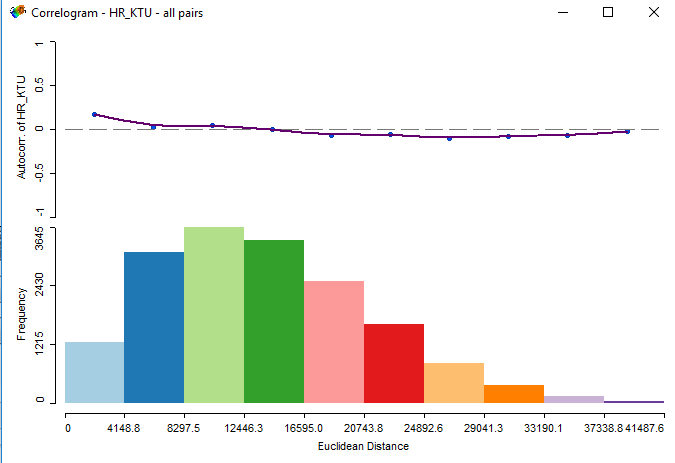 Correlogram - HR_KTU - all pairs
Autocorr. of HR_KTU
1
0.5
0
-0.5
-1
Frequency
3645
2430
1215
0
0 4148.8 8297.5 12446.3 16595.0 20743.8 24892.6 29041.3 33190.1 37338.8 41487.6
Euclidean Distance